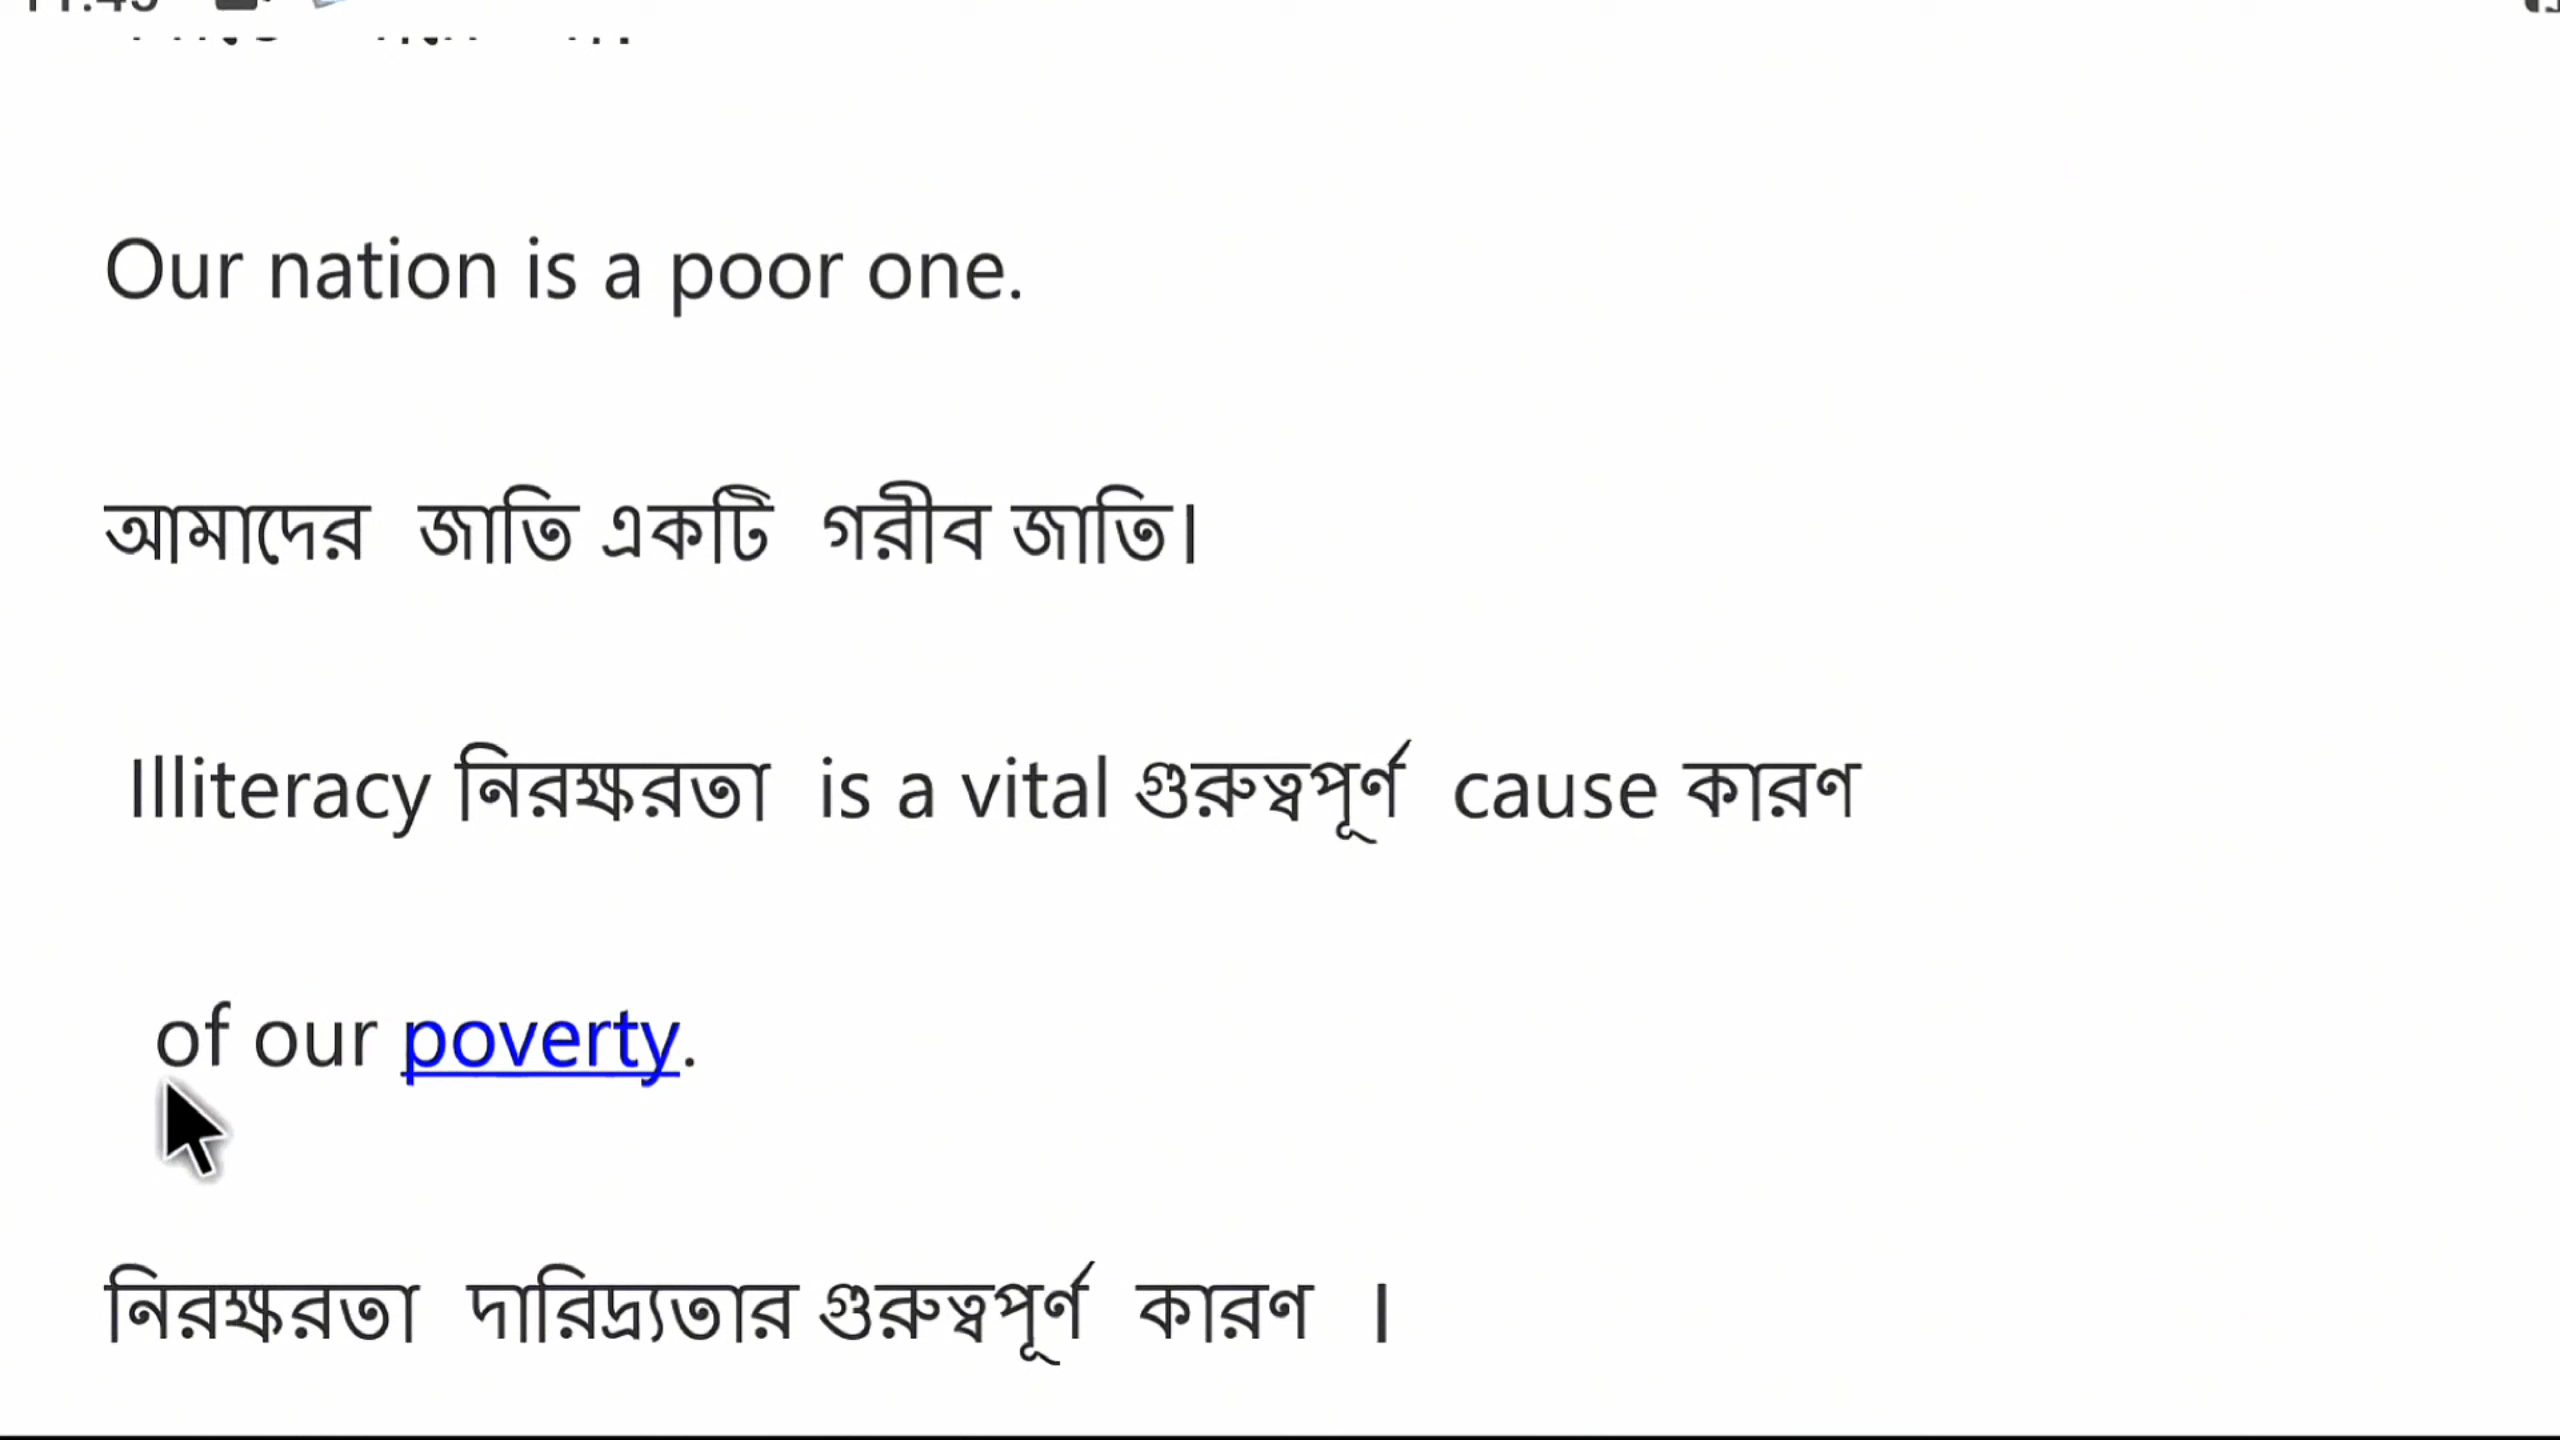 Our nation is a poor one.
আমাদের জাতি একটি গরীব জাতি।
Illiteracy নিরক্ষরতা is a vital গুরুত্বপূর্ণ cause কারণ
of our poverty.
নিরক্ষরতা দারিদ্র্যতার গুরুত্বপূর্ণ কারণ ।